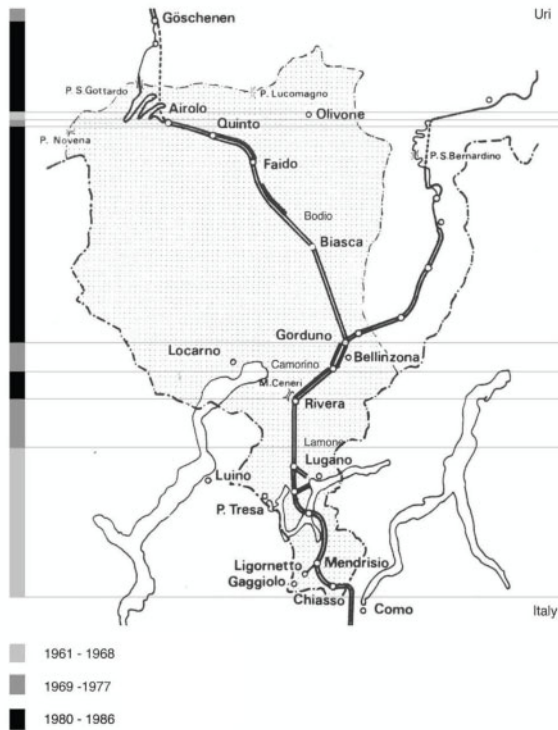 Göschenen
Uri
P. S.Gottardo
P. Lucomagno
Airolo
Olivone
Quinto
P. Novena
Faido
P. S.Bernardino
Bodio
Biasca
Gorduno
Locarno
Bellinzona
Camorino
M.Ceneri
Rivera
Lamone
Lugano
Luino
P. Tresa
Ligornetto
Mendrisio
Gaggiolo
Chiasso
Como
Italy
1961 - 1968
1969 -1977
1980 - 1986